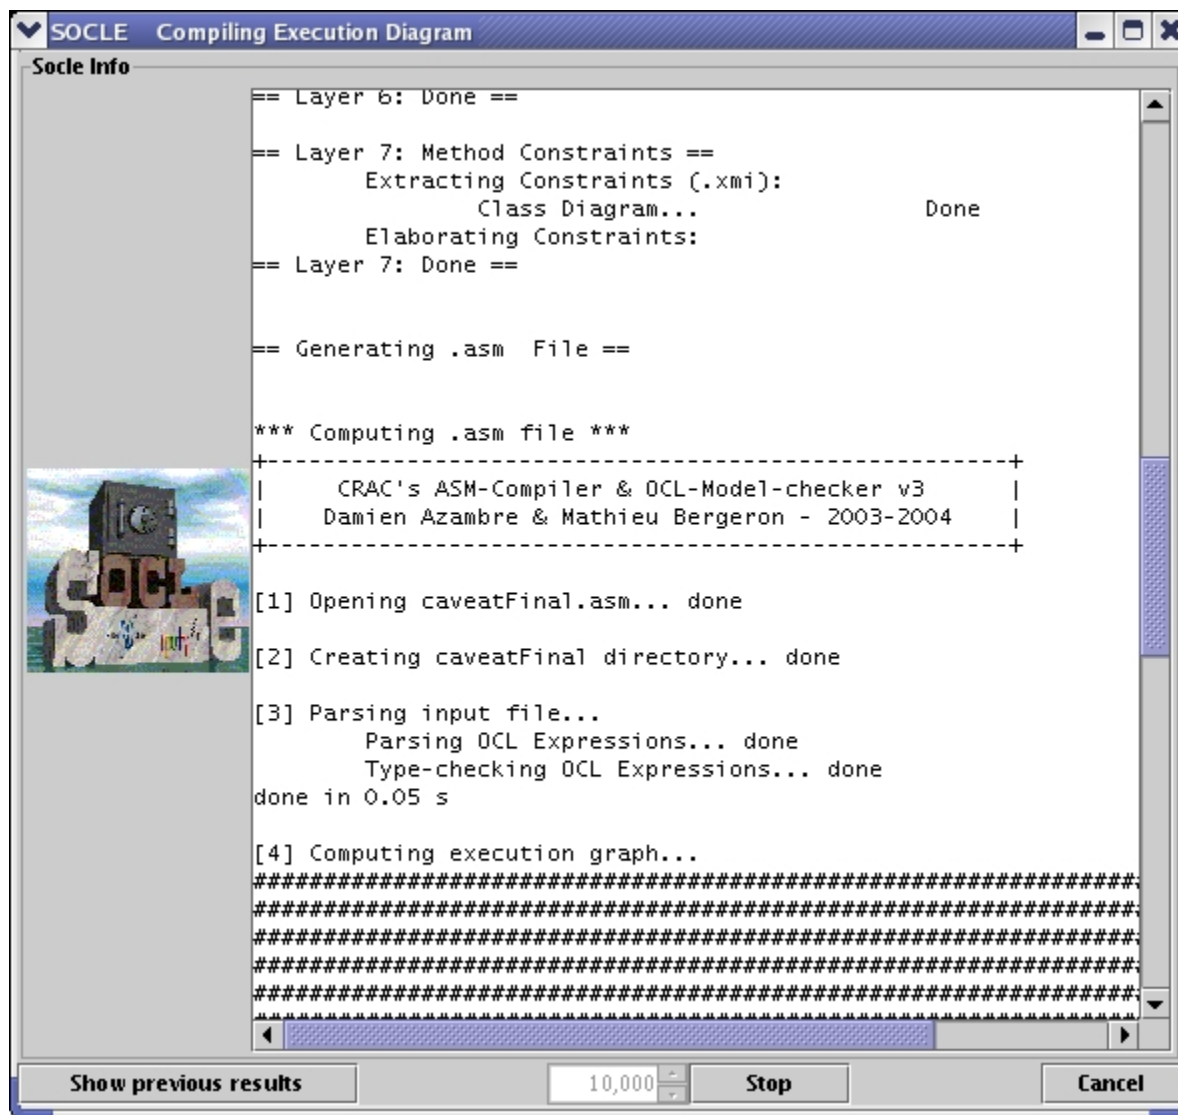 SOCLE Compiling Execution Diagram
Socle Info
== Layer 6: Done ==
== Layer 7: Method Constraints ==
Extracting Constraints (.xmi):
Class Diagram... Done
Elaborating Constraints:
== Layer 7: Done ==
== Generating .asm  File ==
*** Computing .asm file ***
+-----------------------------------------------------+
| CRAC's ASM-Compiler & OCL-Model-checker v3 |
| Damien Azambre & Mathieu Bergeron - 2003-2004 |
+-----------------------------------------------------+
SOCLe
[1] Opening caveatFinal.asm... done
[2] Creating caveatFinal directory... done
[3] Parsing input file...
Parsing OCL Expressions... done
Type-checking OCL Expressions... done
done in 0.05 s
[4] Computing execution graph...
###############################################################
###############################################################
###############################################################
###############################################################
###############################################################
Show previous results
10,000
Stop
Cancel